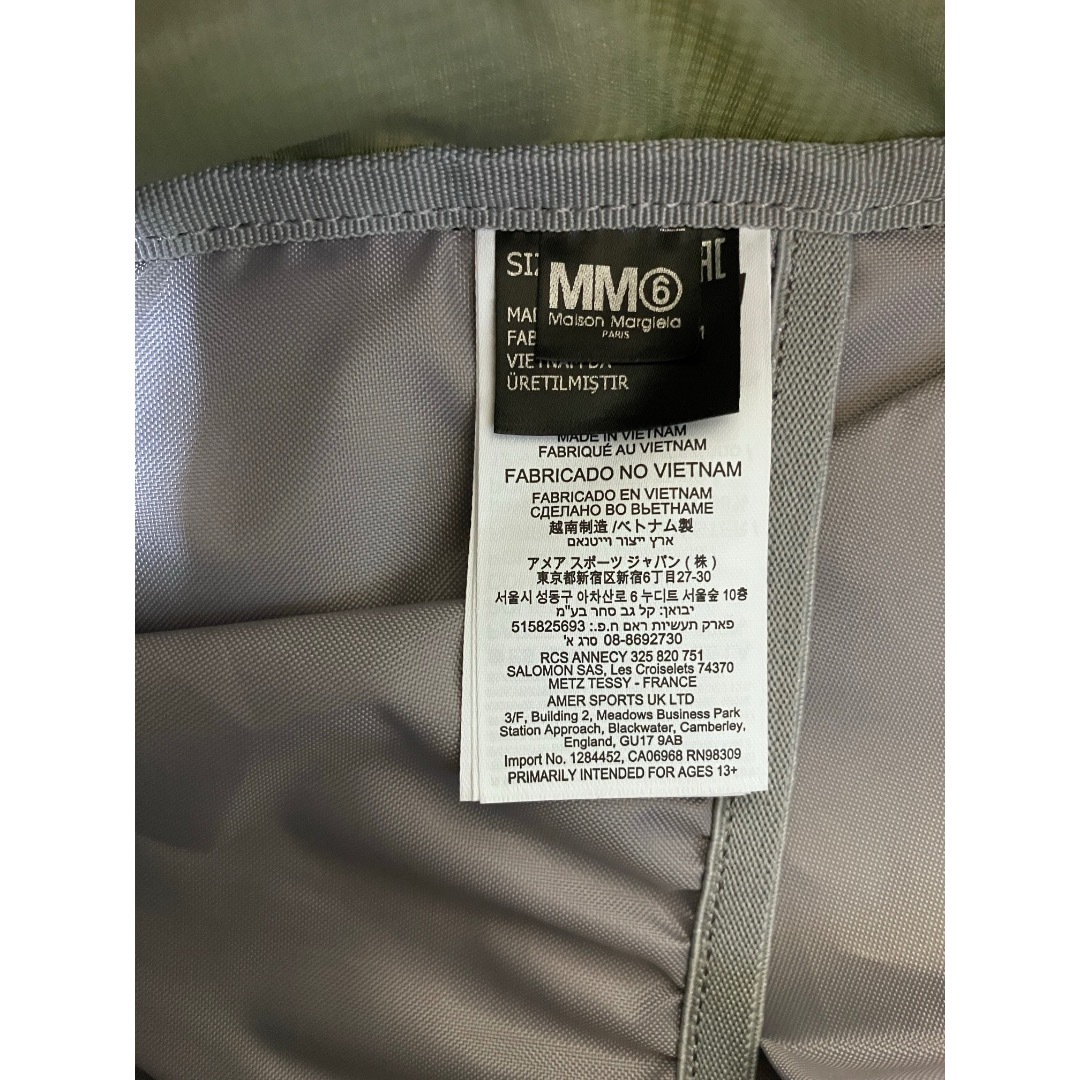 MM6
Maison Margiela
PARIS
ÜRETILMIŞTIR
MADE IN VIETNAM
FABRIQUÉ AU VIETNAM
FABRICADO NO VIETNAM
FABRICADO EN VIETNAM
СДЕЛАНО ВО ВЬЕТНАМЕ
越南制造 /ベトナム製
ארץ ייצור וייטנאם
アメア スポーツ ジャパン ( 株 )
東京都新宿区新宿6丁目27-30
서울시 성동구 아차산로 6 누디트 서울숲 10층
יבואן: קל גב סחר בע"מ
פארק תעשיות ראם ח.פ.: 515825693
08-8692730 סרג א'
RCS ANNECY 325 820 751
SALOMON SAS, Les Croiselets 74370
METZ TESSY - FRANCE
AMER SPORTS UK LTD
3/F, Building 2, Meadows Business Park
Station Approach, Blackwater, Camberley,
England, GU17 9AB
Import No. 1284452, CA06968 RN98309
PRIMARILY INTENDED FOR AGES 13+